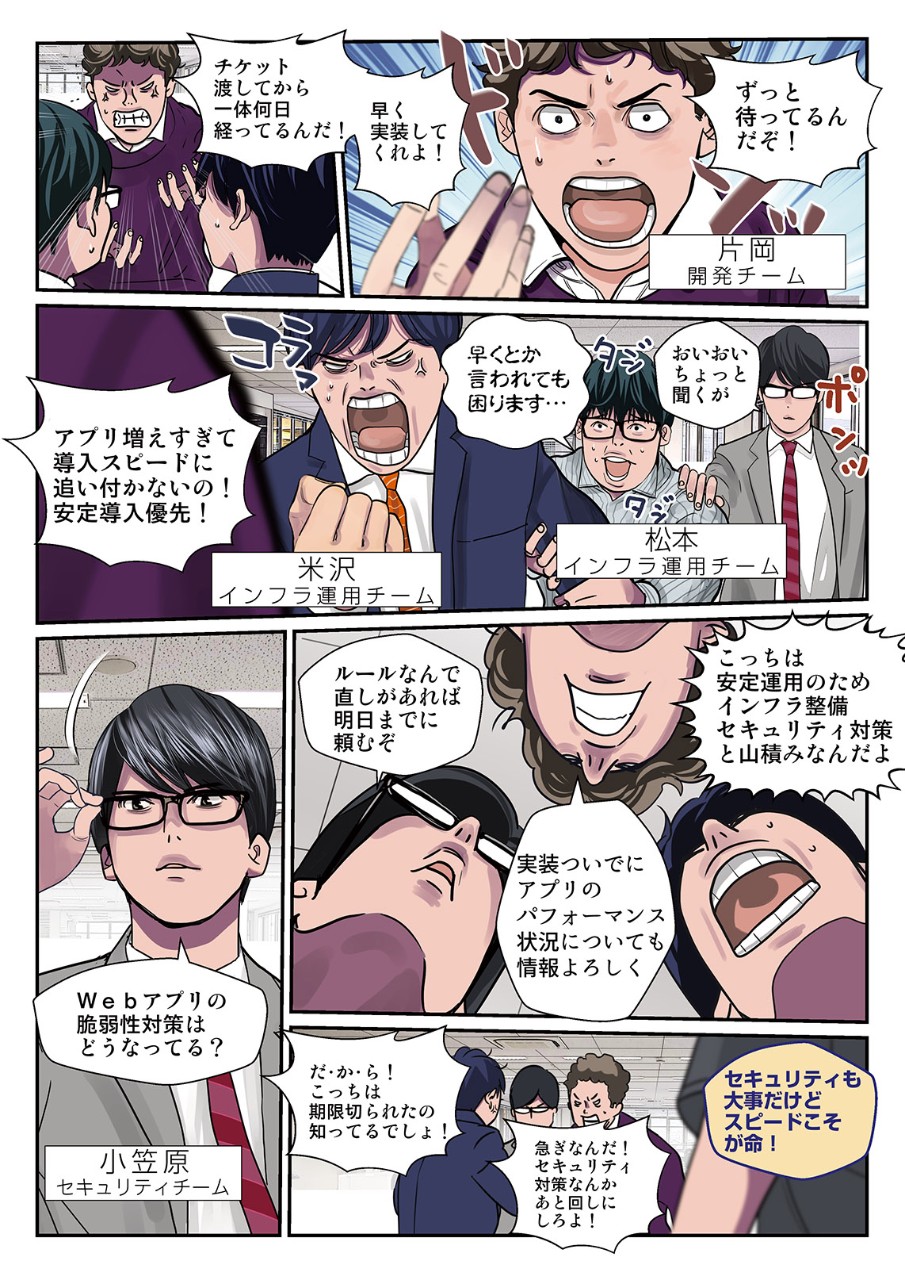 ずっと
待ってるん
だぞ！
ドドッ
早く
実装して
くれよ！
片岡
開発チーム
チケット
渡してから
一体何日
経ってるんだ！
ポンッ
おいおい
ちょっと
聞くが
タジ
早くとか
言われても
困ります…
タジ
松本
インフラ運用チーム
コラァ
アプリ増えすぎて
導入スピードに
追い付かないの！
安定導入優先！
米沢
インフラ運用チーム
こっちは
安定運用のため
インフラ整備
セキュリティ対策
と山積みなんだよ
ルールなんで
直しがあれば
明日までに
頼むぞ
実装ついでに
アプリの
パフォーマンス
状況についても
情報よろしく
Ｗｅｂアプリの
脆弱性対策は
どうなってる？
小笠原
セキュリティチーム
だ・か・ら！
こっちは
期限切られたの
知ってるでしょ！
急ぎなんだ！
セキュリティ
対策なんか
あと回しに
しろよ！
セキュリティも
大事だけど
スピードこそ
が命！